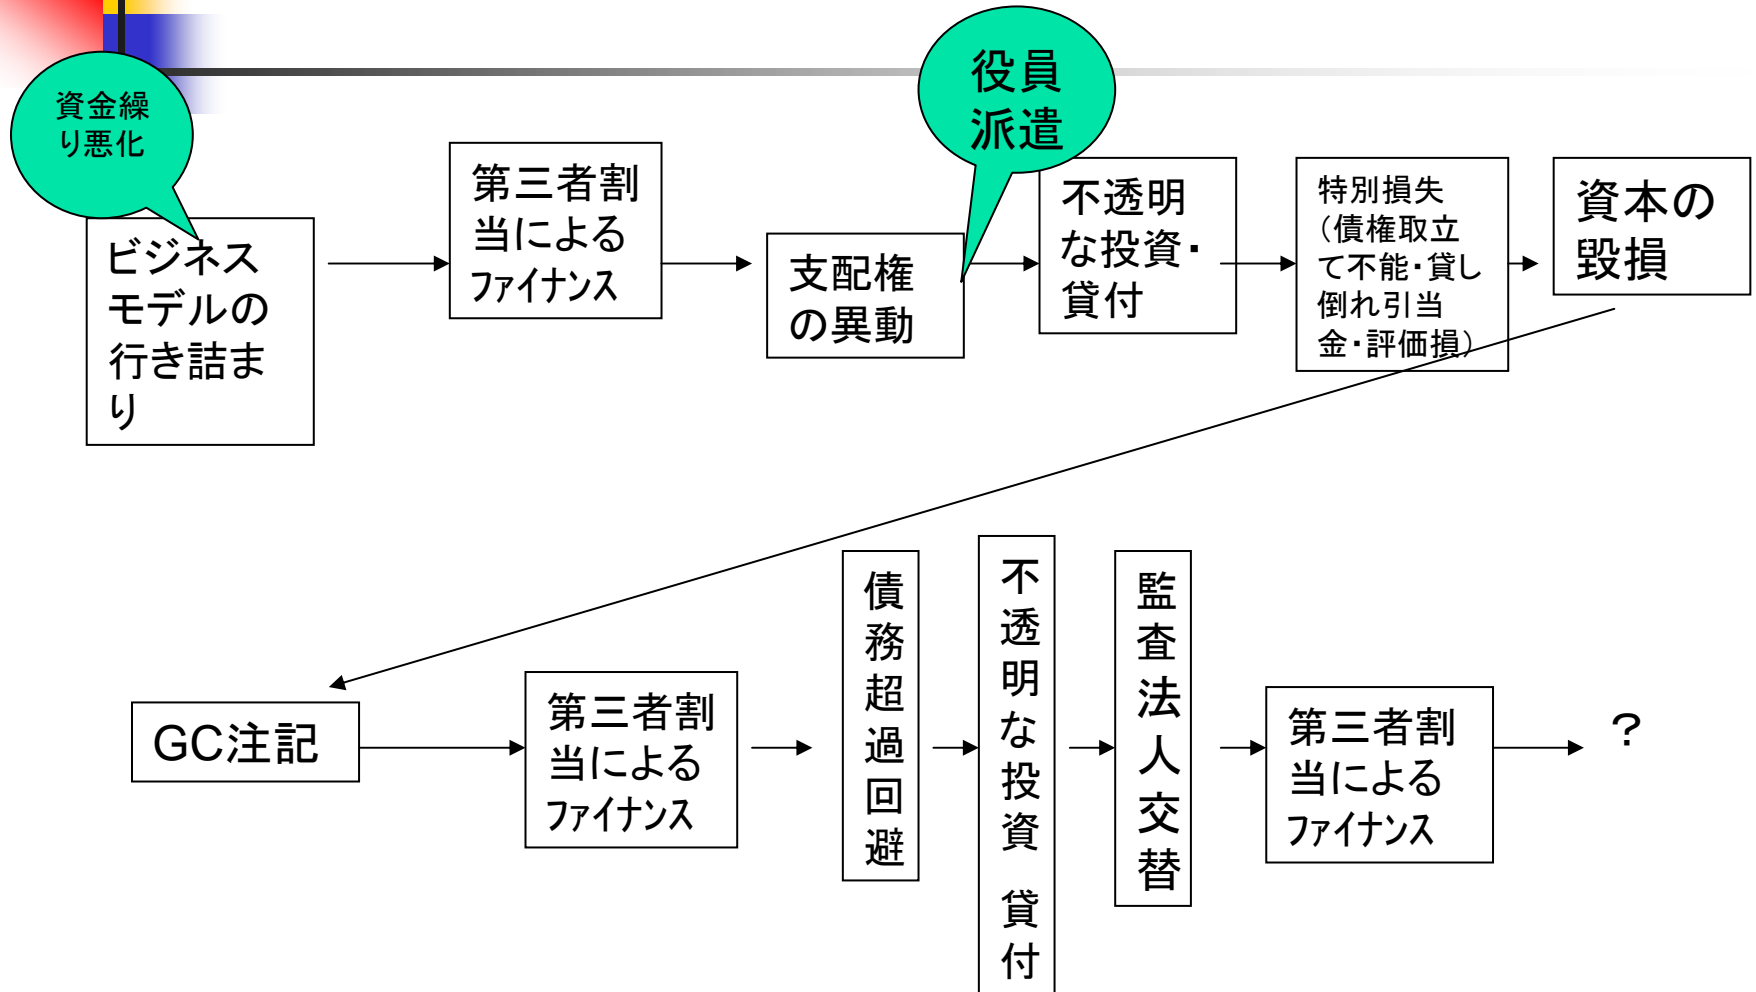 資金繰
り悪化
ビジネス
モデルの
行き詰ま
り
第三者割
当による
ファイナンス
支配権
の異動
役員
派遣
不透明
な投資・
貸付
特別損失
（債権取立
て不能・貸し
倒れ引当
金・評価損）
資本の
毀損
GC注記
第三者割
当による
ファイナンス
債務超過回避
不透明な投資 貸付
監査法人交替
第三者割
当による
ファイナンス
？